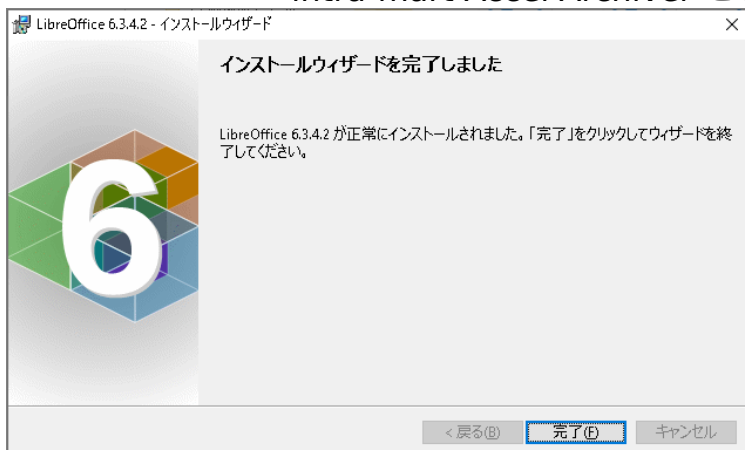 LibreOffice 6.3.4.2 - インストールウィザード
インストールウィザードを完了しました
LibreOffice 6.3.4.2 が正常にインストールされました。「完了」をクリックしてウィザードを終
了してください。
6
< 戻る(B)
完了(F)
キャンセル